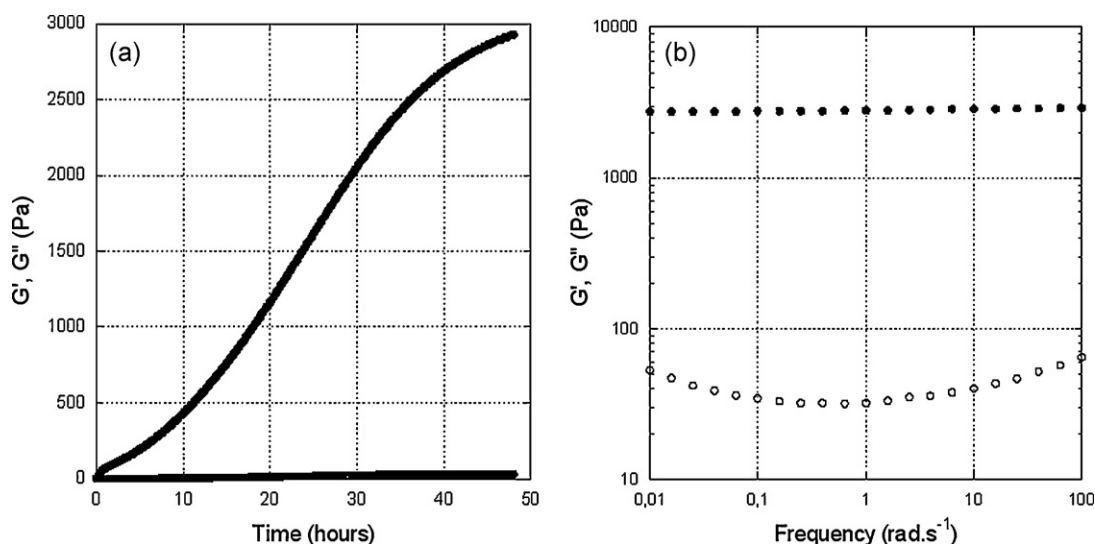 (a)
G', G" (Pa)
3000
2500
2000
1500
1000
500
0
0 10 20 30 40 50
Time (hours)
(b)
G', G" (Pa)
10000
1000
100
10
0,01 0,1 1 10 100
Frequency (rad.s⁻¹)